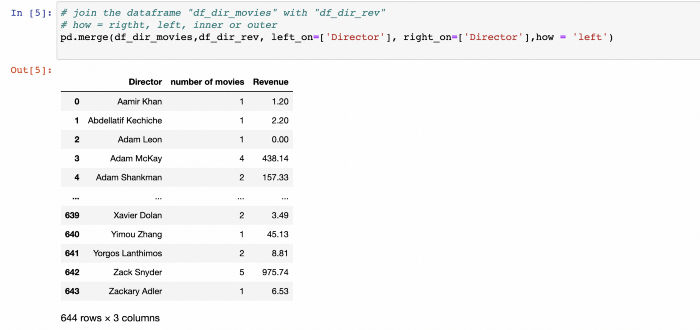 In [5]: # join the dataframe "df_dir_movies" with "df_dir_rev"
# how = righht, left, inner or outer
pd.merge(df_dir_movies,df_dir_rev, left_on=['Director'], right_on=['Director'],how = 'left')
Out[5]:
Director number of movies Revenue
0 Aamir Khan 1 1.20
1 Abdellatif Kechiche 1 2.20
2 Adam Leon 1 0.00
3 Adam McKay 4 438.14
4 Adam Shankman 2 157.33
... ... ... ...
639 Xavier Dolan 2 3.49
640 Yimou Zhang 1 45.13
641 Yorgos Lanthimos 2 8.81
642 Zack Snyder 5 975.74
643 Zackary Adler 1 6.53
644 rows × 3 columns